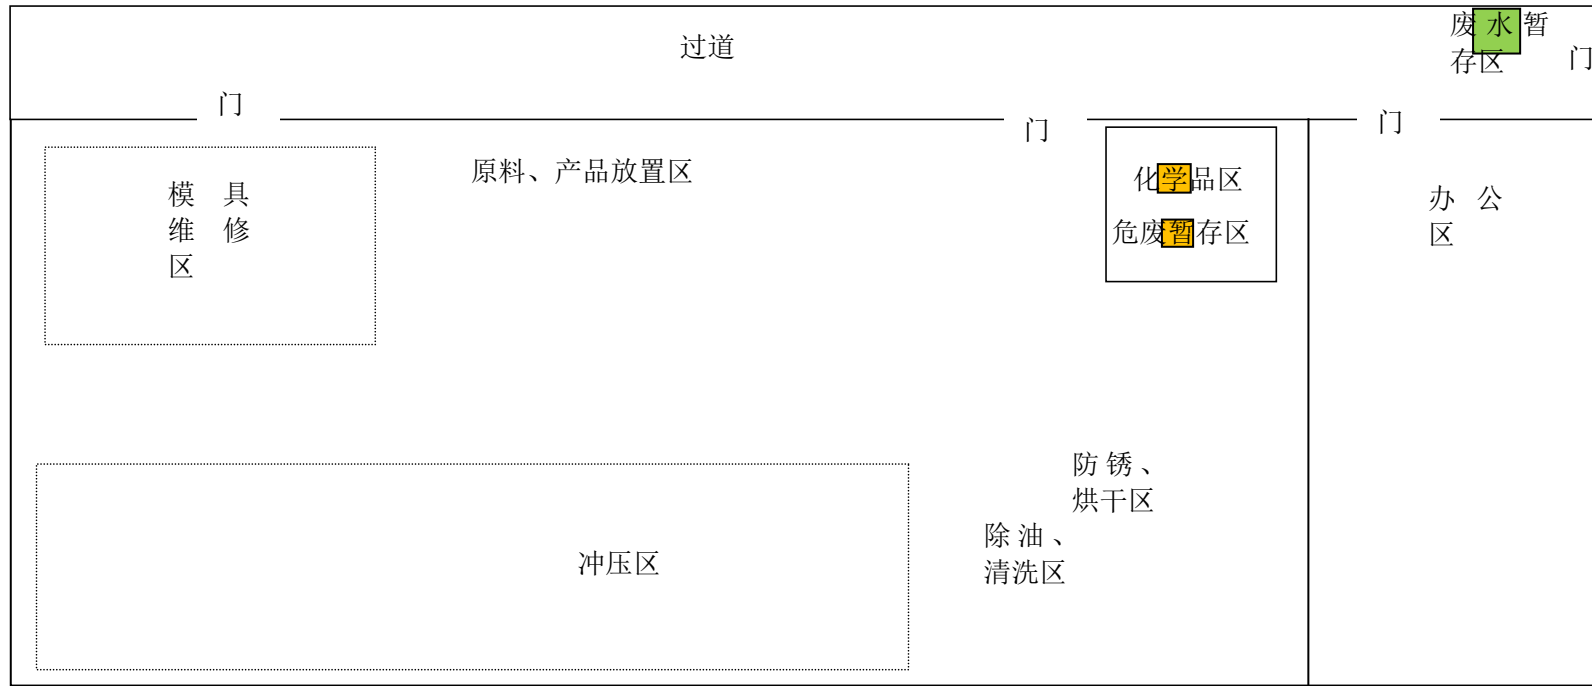 过道
废水暂
存区
门
门
门
门
原料、产品放置区
模具
维修
区
化学品区
危废暂存区
办公
区
防锈、
烘干区
除油、
清洗区
冲压区